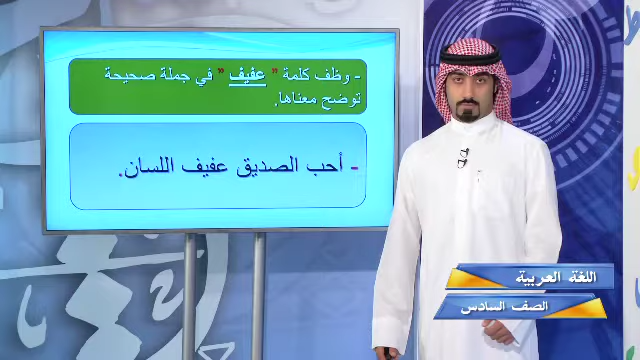 - وظف كلمة " عفيف " في جملة صحيحة
توضح معناها.
- أحب الصديق عفيف اللسان.
اللغة العربية
الصف السادس